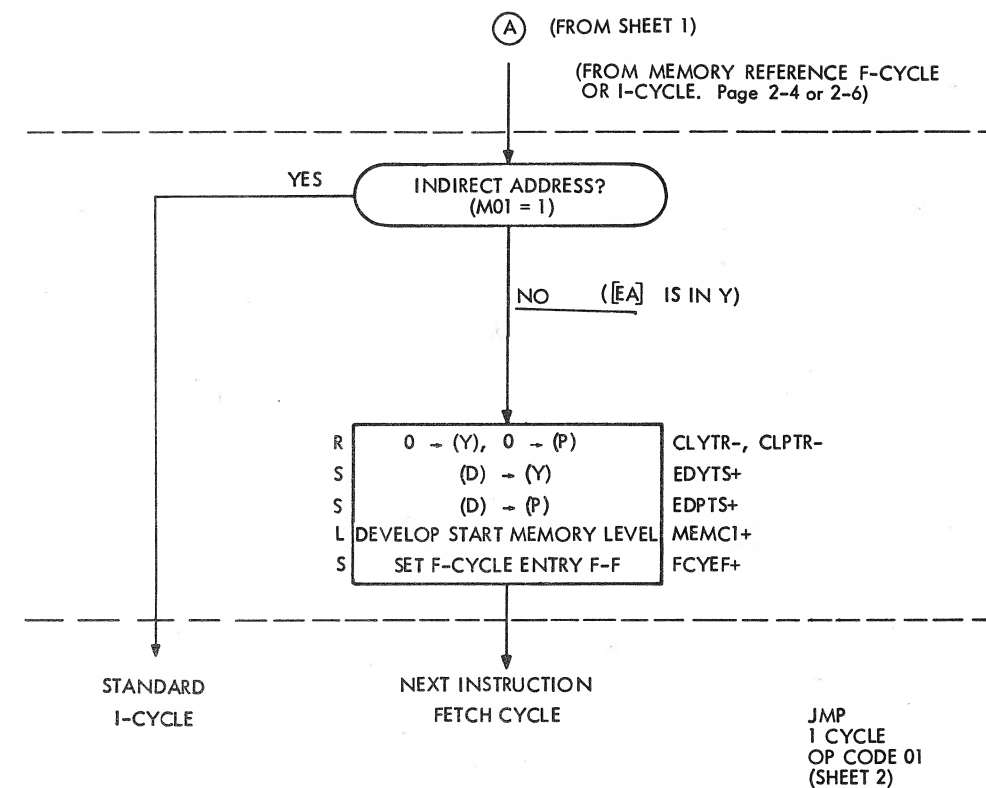 A (FROM SHEET 1)
(FROM MEMORY REFERENCE F-CYCLE
OR I-CYCLE. Page 2-4 or 2-6)
YES
INDIRECT ADDRESS?
(M01 = 1)
NO ([EA] IS IN Y)
R 0 → (Y), 0 → (P) CLYTR-, CLPTR-
S (D) → (Y) EDYTS+
S (D) → (P) EDPTS+
L DEVELOP START MEMORY LEVEL MEMC1+
S SET F-CYCLE ENTRY F-F FCYEF+
STANDARD
I-CYCLE
NEXT INSTRUCTION
FETCH CYCLE
JMP
1 CYCLE
OP CODE 01
(SHEET 2)